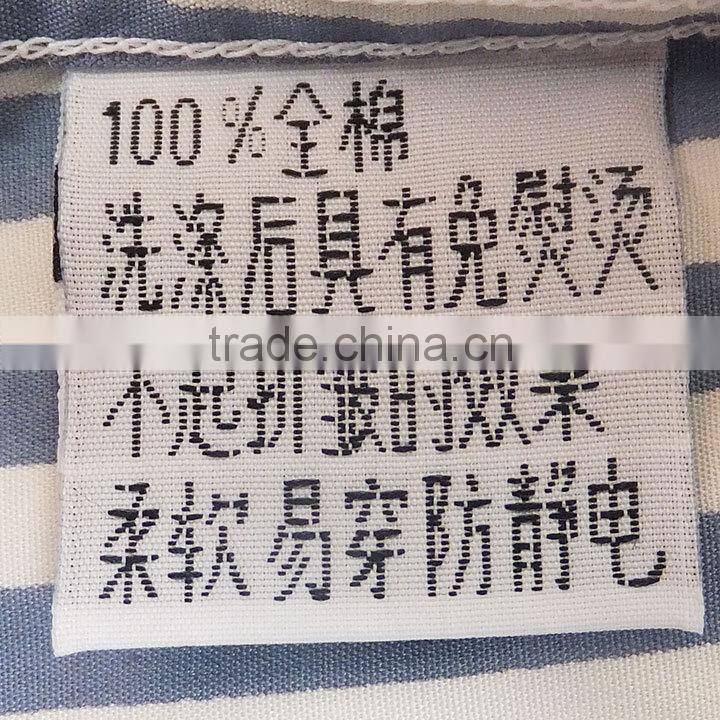 100%全棉
洗涤后具有免熨烫
trade.china.cn
不起折皱的效果
柔软易穿防静电